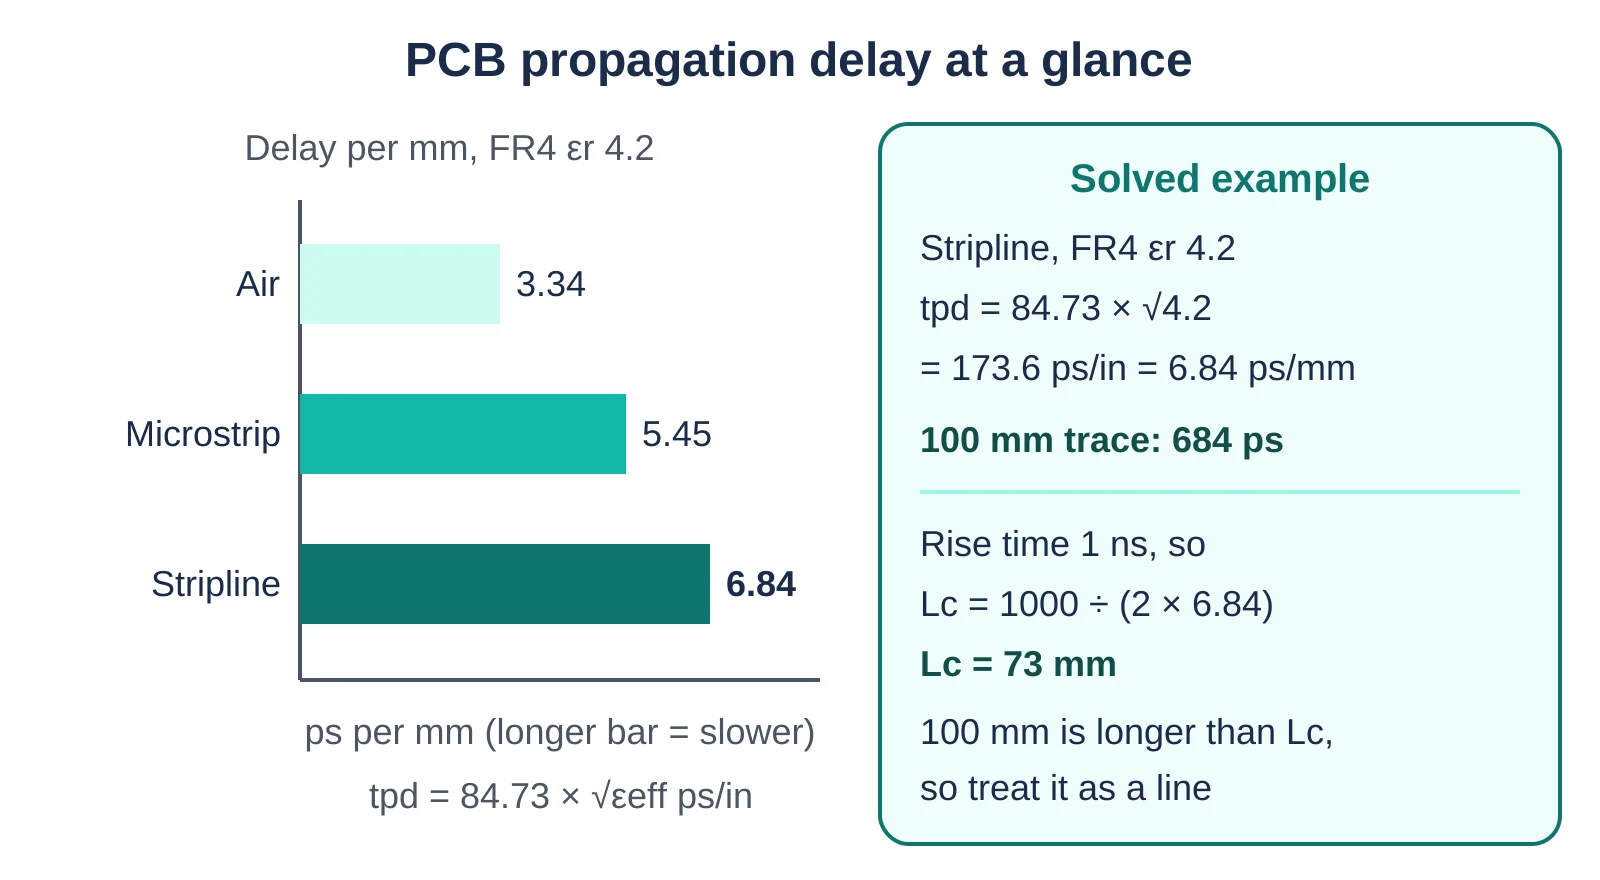 PCB propagation delay at a glance
Delay per mm, FR4 εr 4.2
Air
3.34
Microstrip
5.45
Stripline
6.84
ps per mm (longer bar = slower)
tpd = 84.73 × √εeff ps/in
Solved example
Stripline, FR4 εr 4.2
tpd = 84.73 × √4.2
= 173.6 ps/in = 6.84 ps/mm
100 mm trace: 684 ps
Rise time 1 ns, so
Lc = 1000 ÷ (2 × 6.84)
Lc = 73 mm
100 mm is longer than Lc,
so treat it as a line